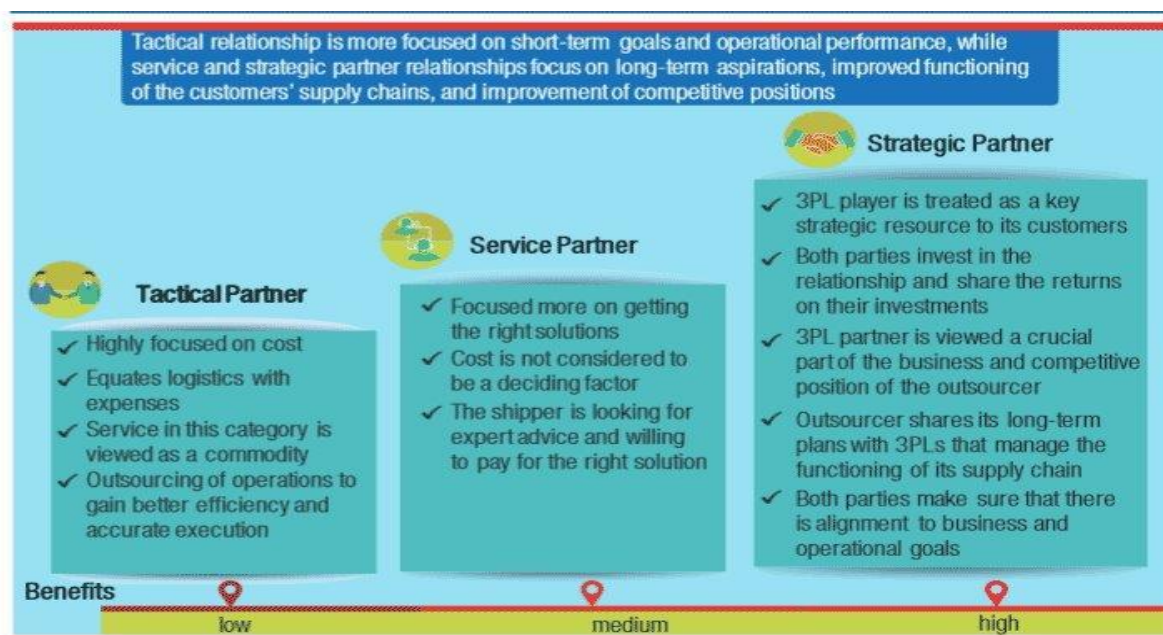 Tactical relationship is more focused on short-term goals and operational performance, while
service and strategic partner relationships focus on long-term aspirations, improved functioning
of the customers' supply chains, and improvement of competitive positions
Tactical Partner
✓ Highly focused on cost
✓ Equates logistics with
expenses
✓ Service in this category is
viewed as a commodity
✓ Outsourcing of operations to
gain better efficiency and
accurate execution
Service Partner
✓ Focused more on getting
the right solutions
✓ Cost is not considered to
be a deciding factor
✓ The shipper is looking for
expert advice and willing
to pay for the right solution
Strategic Partner
✓ 3PL player is treated as a key
strategic resource to its customers
✓ Both parties invest in the
relationship and share the returns
on their investments
✓ 3PL partner is viewed a crucial
part of the business and competitive
position of the outsourcer
✓ Outsourcer shares its long-term
plans with 3PLs that manage the
functioning of its supply chain
✓ Both parties make sure that there
is alignment to business and
operational goals
Benefits
low
medium
high